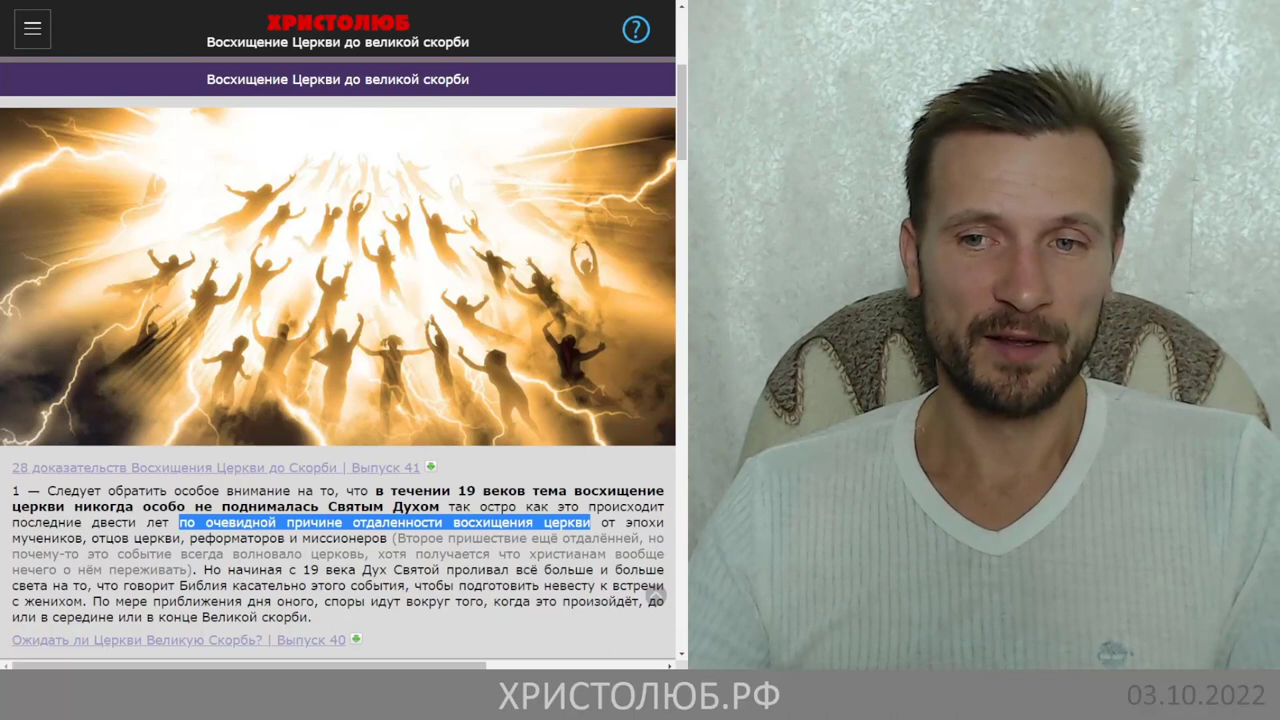 ХРИСТОЛЮБ
Восхищение Церкви до великой скорби
Восхищение Церкви до великой скорби
28 доказательств Восхищения Церкви до Скорби | Выпуск 41
1 — Следует обратить особое внимание на то, что в течении 19 веков тема восхищение
церкви никогда особо не поднималась Святым Духом так остро как это происходит
последние двести лет по очевидной причине отдаленности восхищения церкви от эпохи
мучеников, отцов церкви, реформаторов и миссионеров (Второе пришествие ещё отдалённей, но
почему-то это событие всегда волновало церковь, хотя получается что христианам вообще
нечего о нём переживать). Но начиная с 19 века Дух Святой проливал всё больше и больше
света на то, что говорит Библия касательно этого события, чтобы подготовить невесту к встречи
с женихом. По мере приближения дня оного, споры идут вокруг того, когда это произойдёт, до
или в середине или в конце Великой скорби.
Ожидать ли Церкви Великую Скорбь? | Выпуск 40
ХРИСТОЛЮБ.РФ
03.10.2022